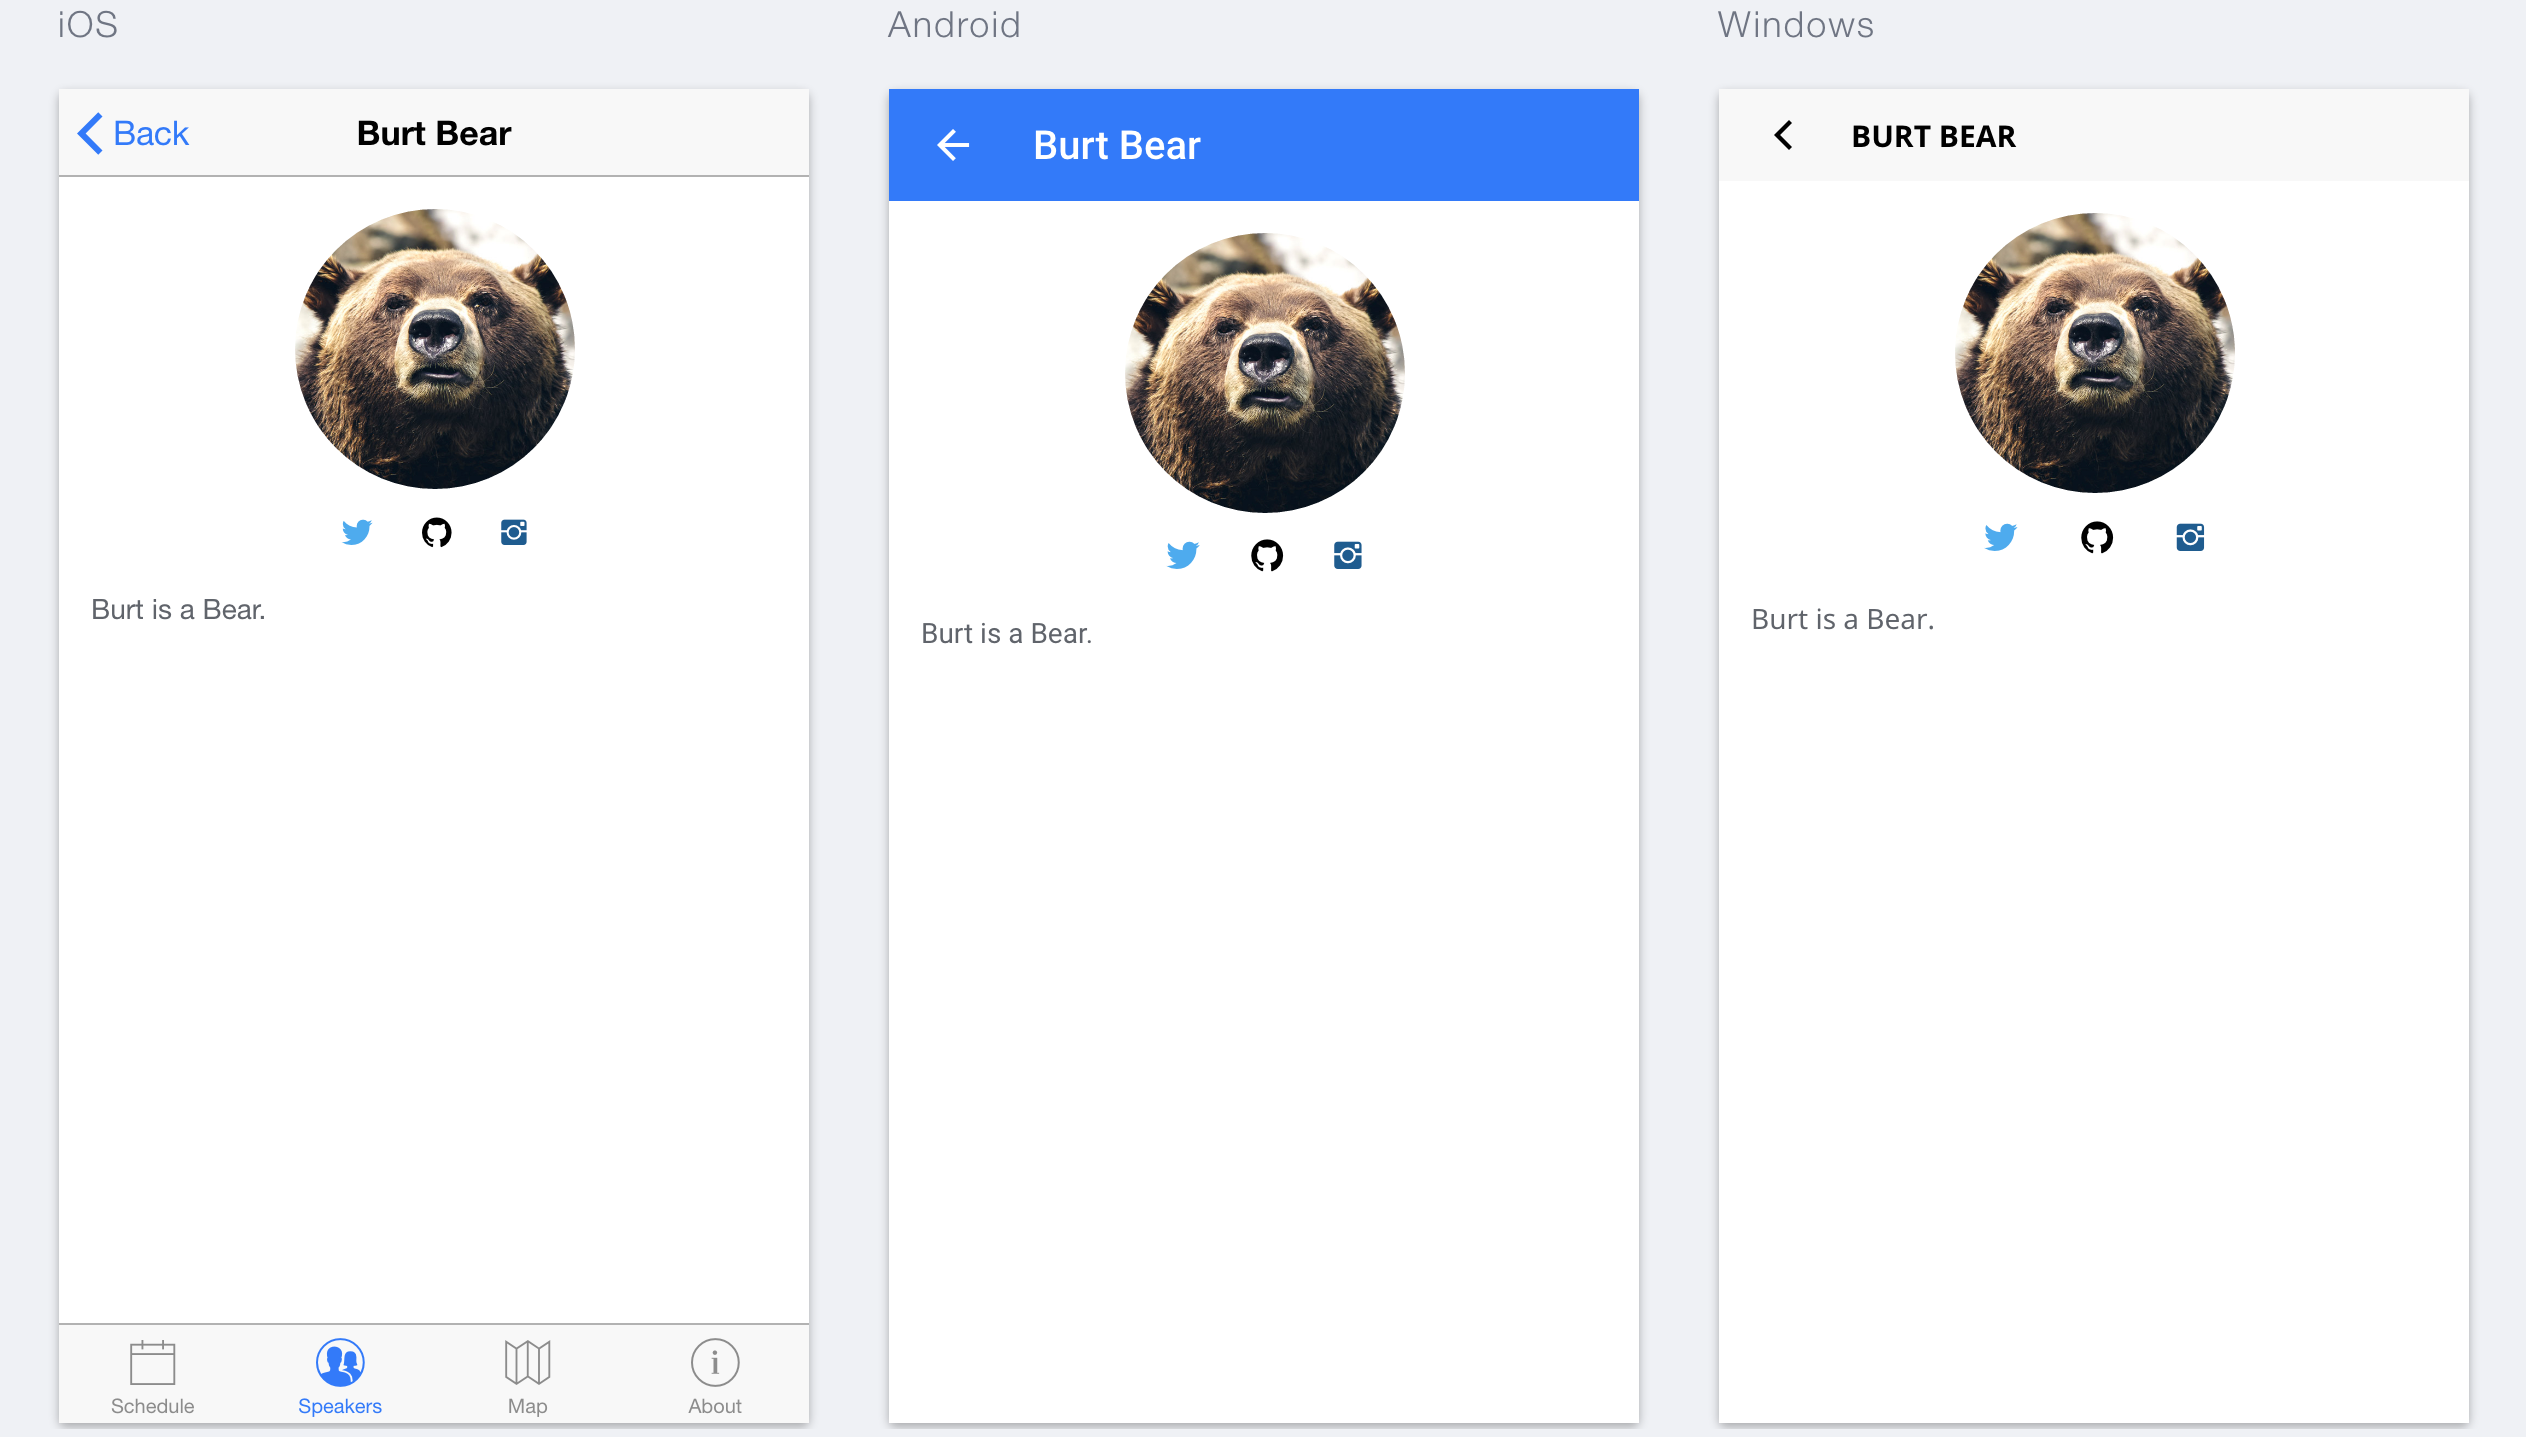 iOS
Back
Burt Bear
Burt is a Bear.
Schedule
Speakers
Map
About
Android
Burt Bear
Burt is a Bear.
Windows
BURT BEAR
Burt is a Bear.